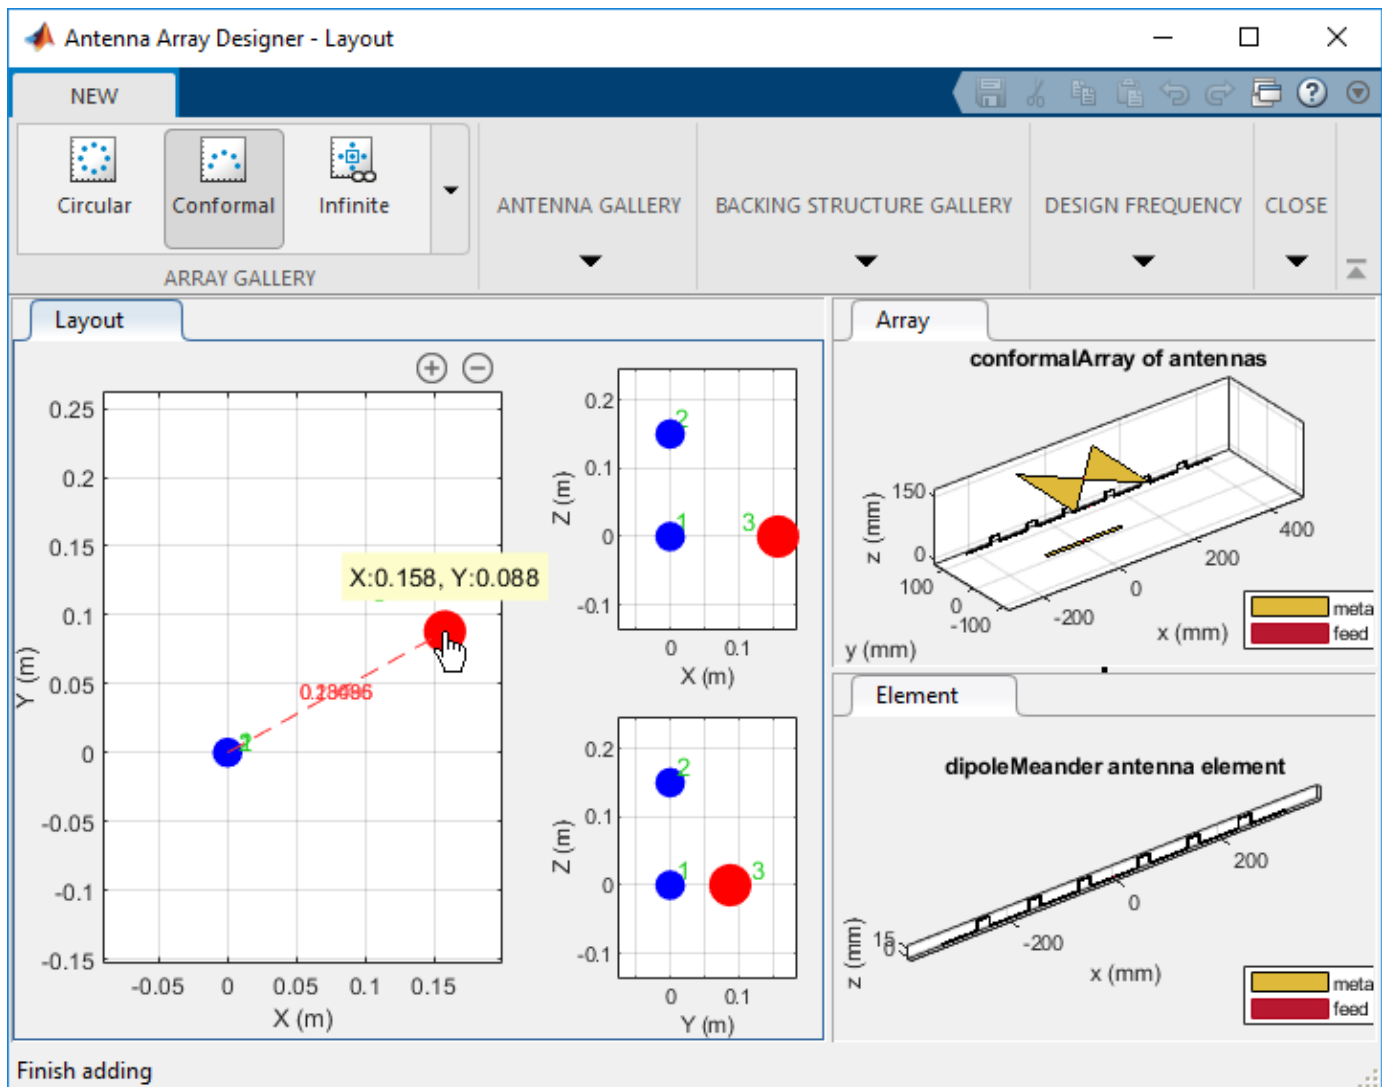 Antenna Array Designer - Layout
NEW
Circular
Conformal
Infinite
ARRAY GALLERY
ANTENNA GALLERY
BACKING STRUCTURE GALLERY
DESIGN FREQUENCY
CLOSE
Layout
0.25
0.2
0.15
0.1
0.05
0
-0.05
-0.1
-0.15
Y (m)
-0.05 0 0.05 0.1 0.15
X (m)
X:0.158, Y:0.088
0.2
0.1
0
-0.1
Z (m)
2
1
3
0 0.1
X (m)
0.2
0.1
0
-0.1
Z (m)
2
1
3
0 0.1
Y (m)
Array
conformalArray of antennas
150
0
z (mm)
100
0
-100
y (mm)
-200
0
200
400
x (mm)
meta
feed
Element
dipoleMeander antenna element
15
0
z (mm)
-200
0
200
x (mm)
meta
feed
Finish adding